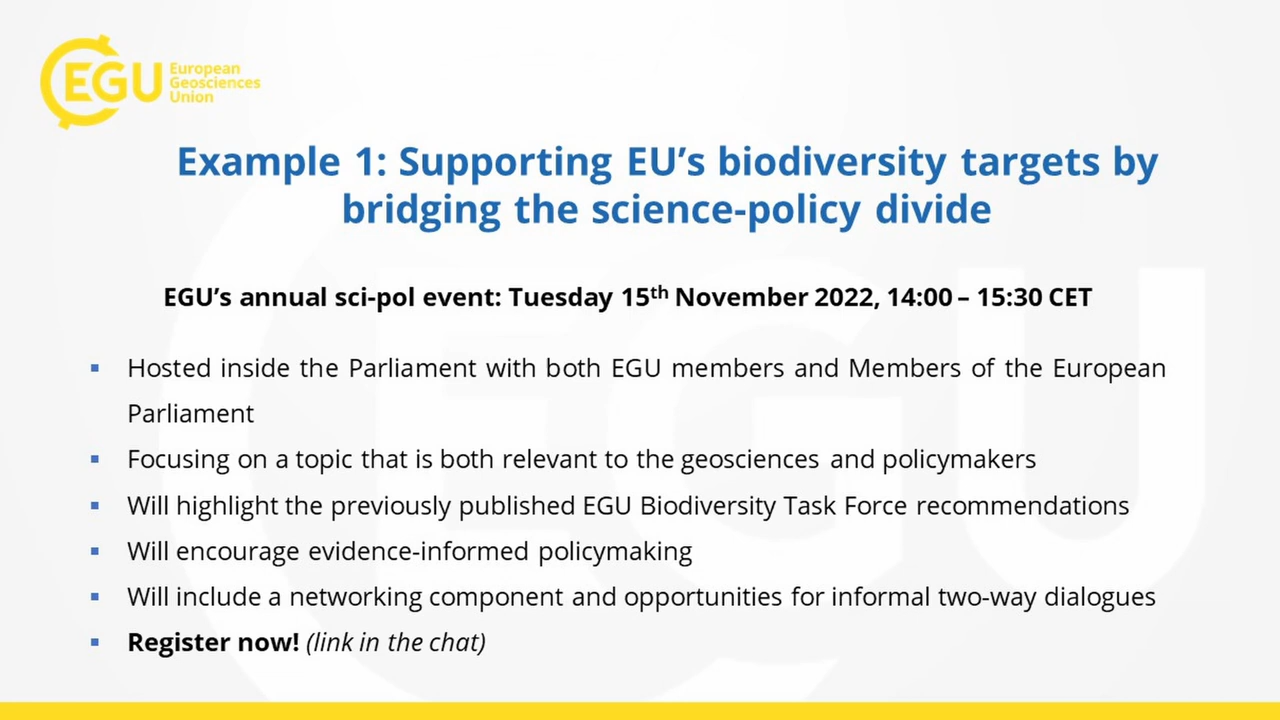 EGU
European
Geosciences
Union
Example 1: Supporting EU’s biodiversity targets by
bridging the science-policy divide
EGU’s annual sci-pol event: Tuesday 15th November 2022, 14:00 – 15:30 CET
▪ Hosted inside the Parliament with both EGU members and Members of the European
Parliament
▪ Focusing on a topic that is both relevant to the geosciences and policymakers
▪ Will highlight the previously published EGU Biodiversity Task Force recommendations
▪ Will encourage evidence-informed policymaking
▪ Will include a networking component and opportunities for informal two-way dialogues
▪ Register now! (link in the chat)